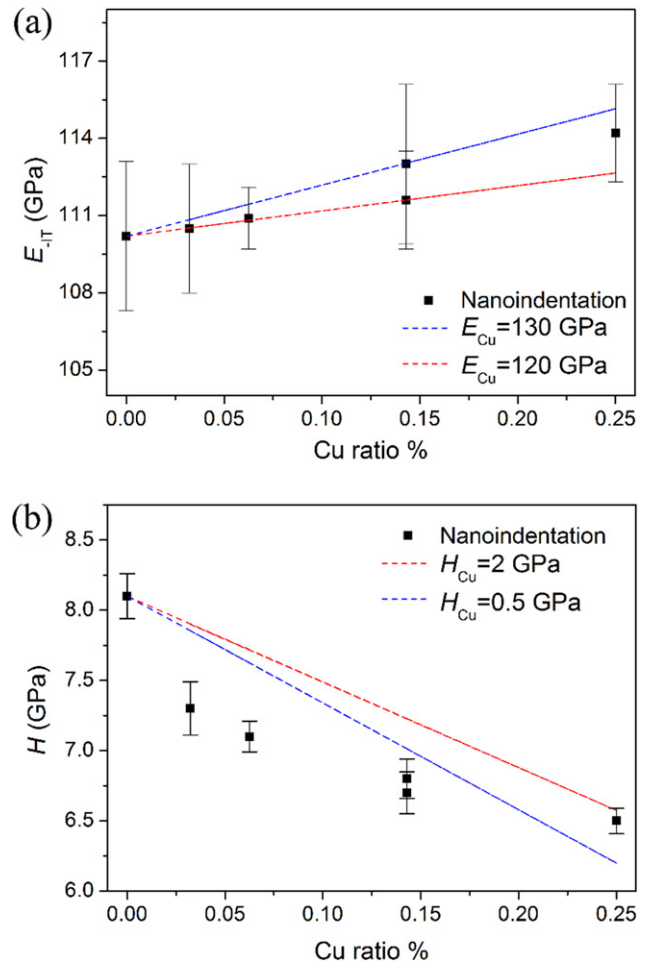 (a)
117
114
111
108
105
E-IT (GPa)
Nanoindentation
ECu=130 GPa
ECu=120 GPa
0.00 0.05 0.10 0.15 0.20 0.25
Cu ratio %
(b)
8.5
8.0
7.5
7.0
6.5
6.0
H (GPa)
Nanoindentation
HCu=2 GPa
HCu=0.5 GPa
0.00 0.05 0.10 0.15 0.20 0.25
Cu ratio %